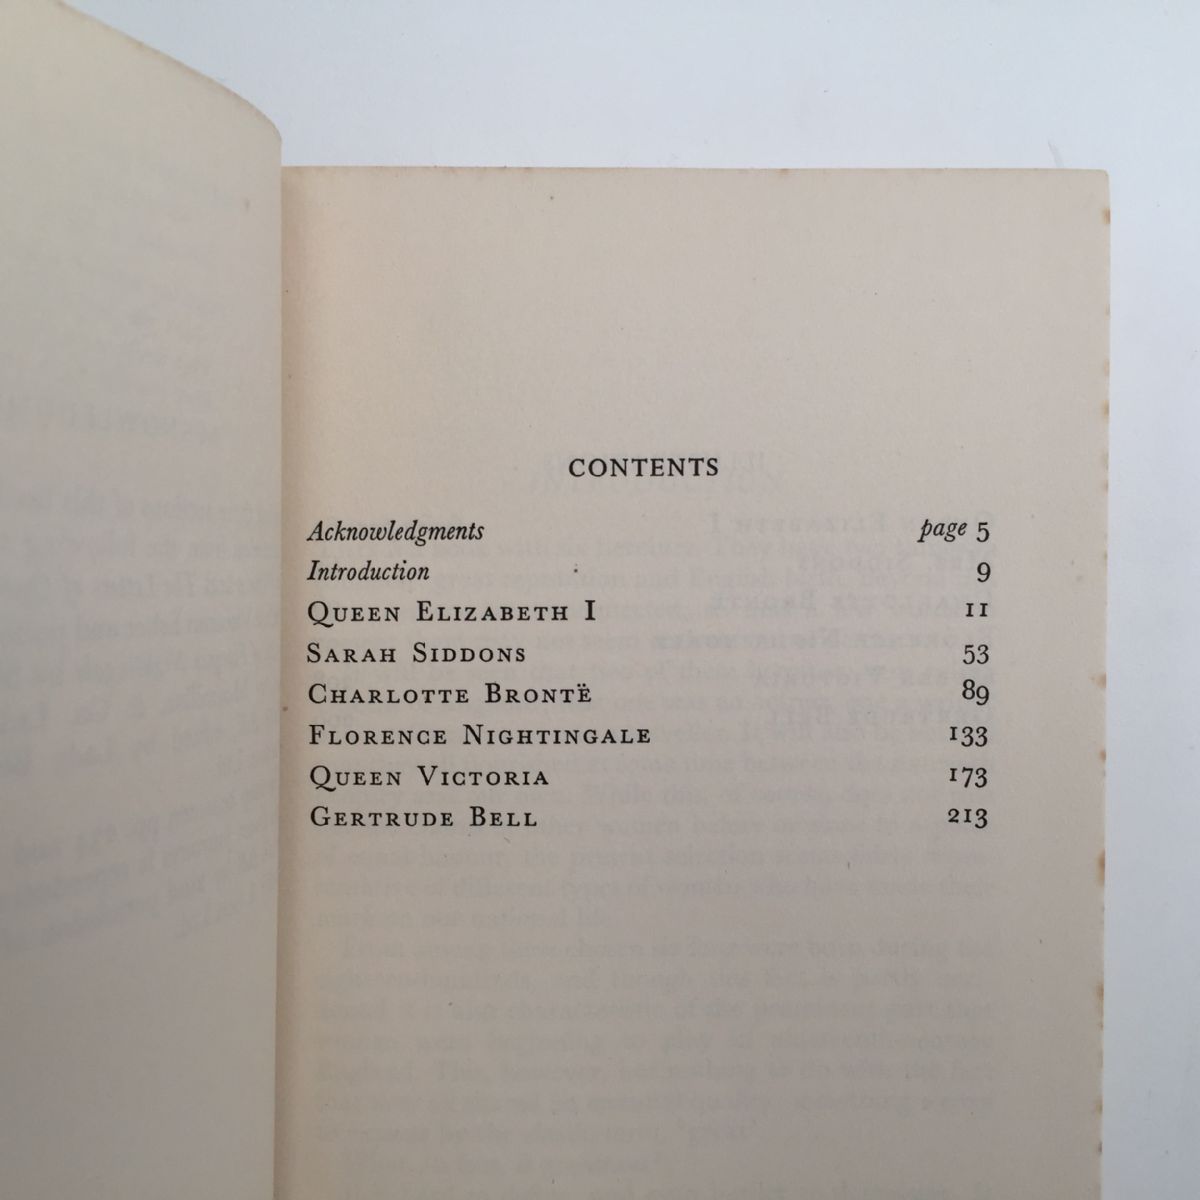 CONTENTS
Acknowledgments page 5
Introduction 9
QUEEN ELIZABETH I 11
SARAH SIDDONS 53
CHARLOTTE BRONTË 89
FLORENCE NIGHTINGALE 133
QUEEN VICTORIA 173
GERTRUDE BELL 213